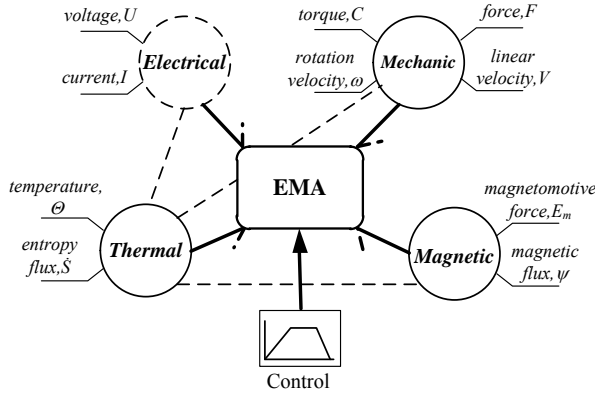 voltage,U
current,I
Electrical
torque,C
rotation
velocity,ω
Mechanic
force,F
linear
velocity,V
EMA
temperature,
Θ
entropy
flux,Ṡ
Thermal
Magnetic
magnetomotive
force,Eₘ
magnetic
flux,ψ
Control